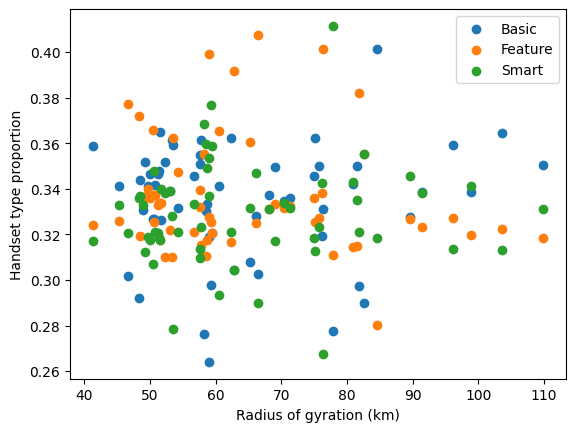 Basic
Feature
Smart
Handset type proportion
0.40
0.38
0.36
0.34
0.32
0.30
0.28
0.26
40 50 60 70 80 90 100 110
Radius of gyration (km)